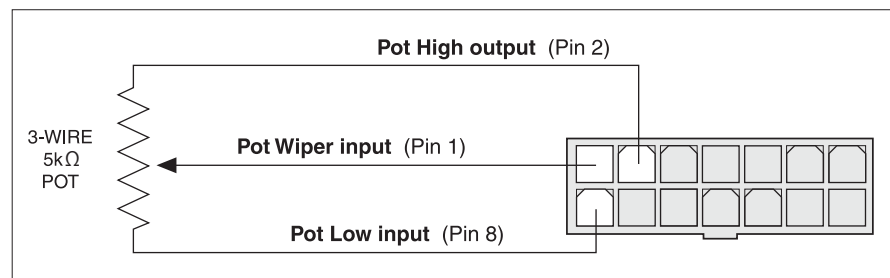 Pot High output (Pin 2)
3-WIRE
5kΩ
POT
Pot Wiper input (Pin 1)
Pot Low input (Pin 8)